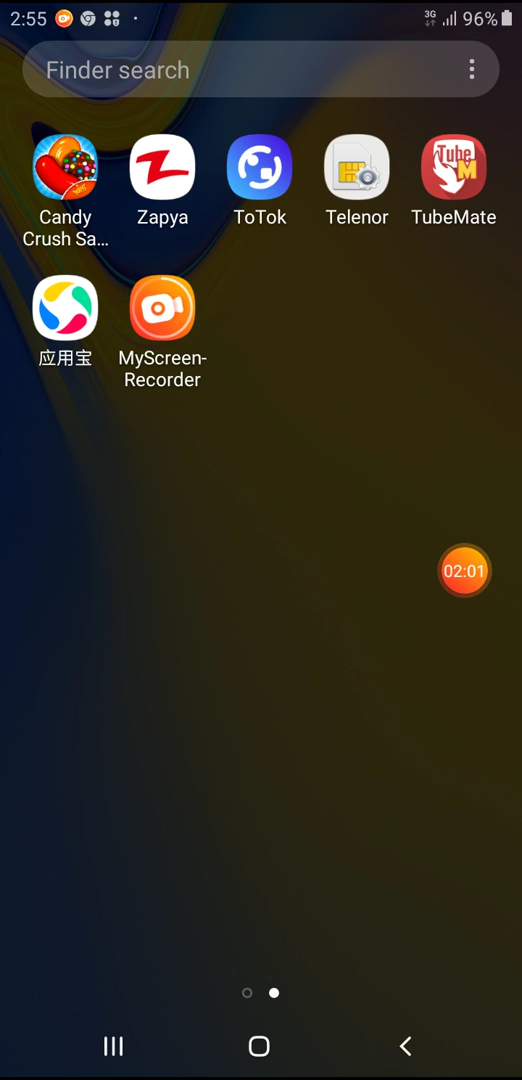 2:55 3G 96%
Finder search
Candy Zapya ToTok Telenor TubeMate
Crush Sa...
应用宝 MyScreen-
Recorder
02:01